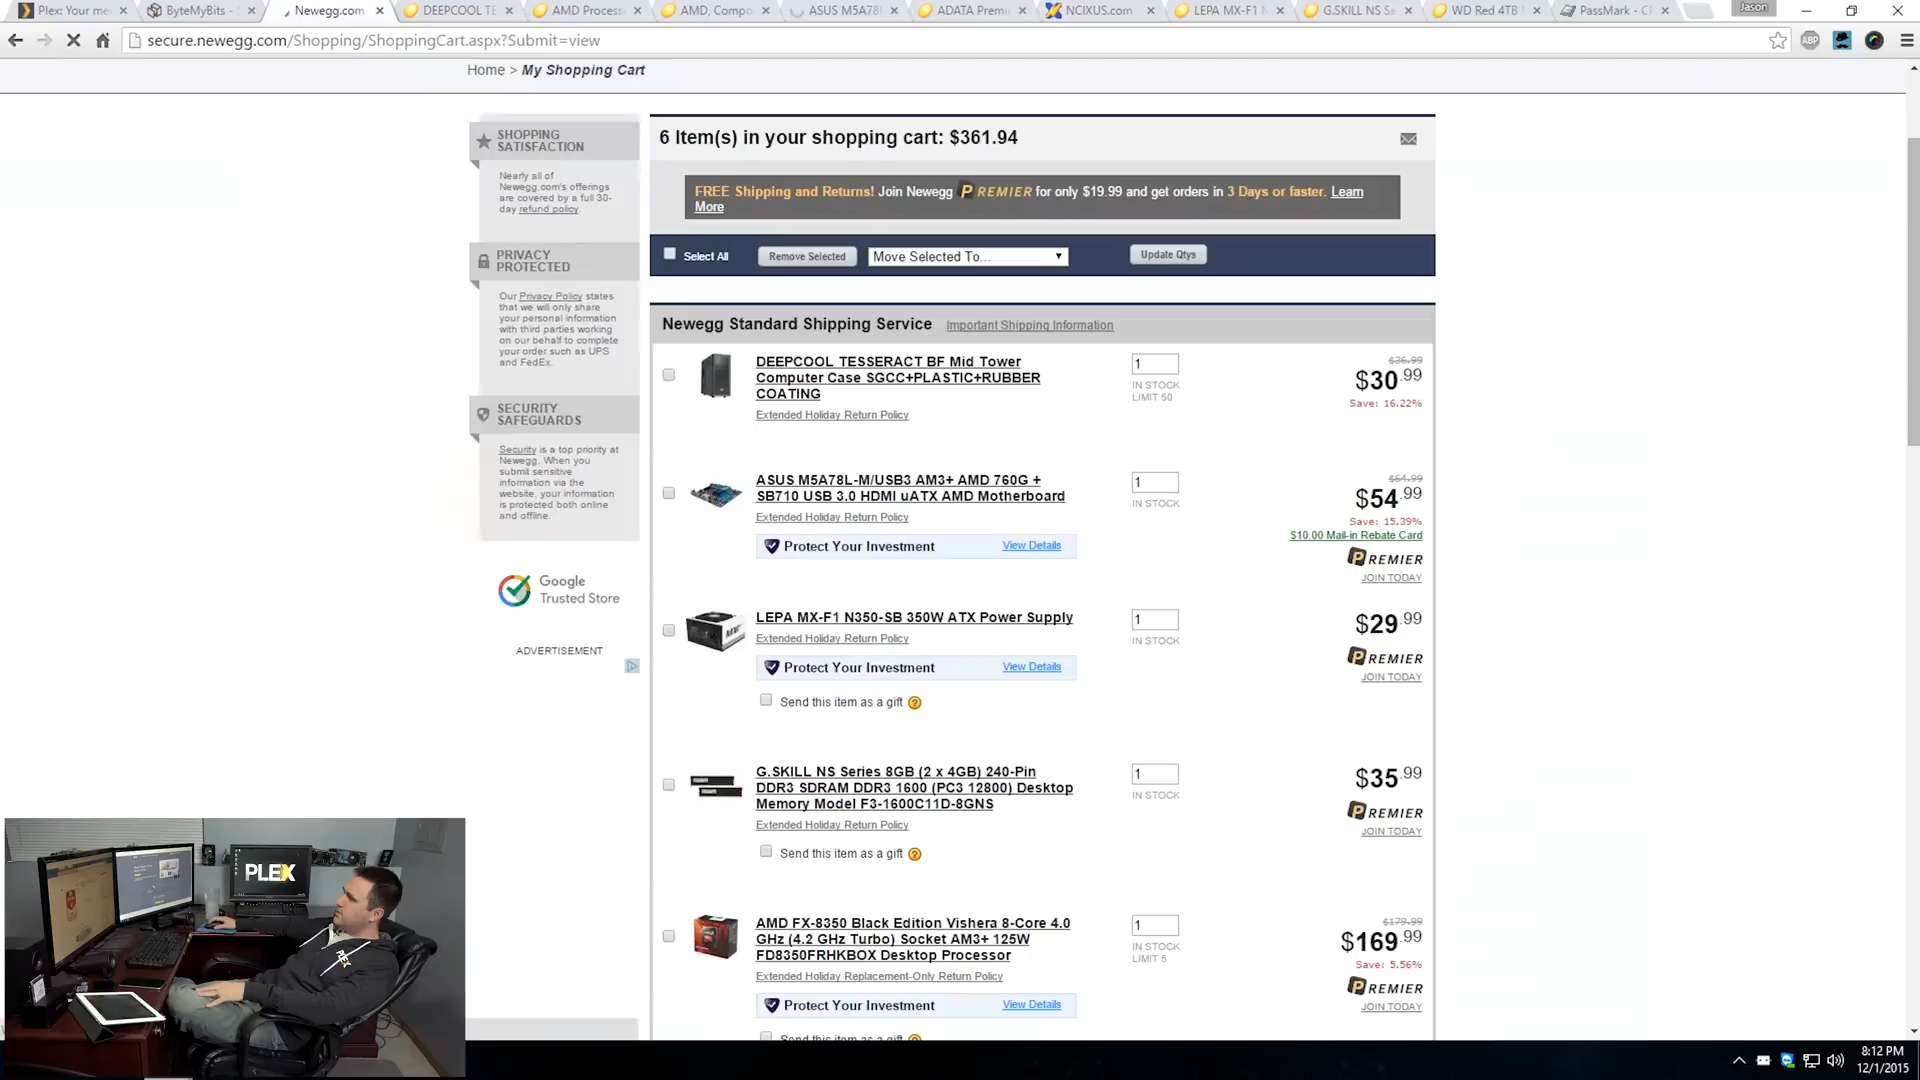 Plex: Your me
ByteMyBits -
Newegg.com
DEEPCOOL TE
AMD Process
AMD, Compo
ASUS M5A78l
ADATA Prem
NCIXUS.com
LEPA MX-F1
G.SKILL NS Se
WD Red 4TB
PassMark - C
Jason
secure.newegg.com/Shopping/ShoppingCart.aspx?Submit=view
ABP
Home > My Shopping Cart
SHOPPING
SATISFACTION
Nearly all of
Newegg.com's offerings
are covered by a full 30-
day refund policy.
PRIVACY
PROTECTED
Our Privacy Policy states
that we will only share
your personal information
with third parties working
on our behalf to complete
your order such as UPS
and FedEx.
SECURITY
SAFEGUARDS
Security is a top priority at
Newegg. When you
submit sensitive
information via the
website, your information
is protected both online
and offline.
Google
Trusted Store
ADVERTISEMENT
6 Item(s) in your shopping cart: $361.94
FREE Shipping and Returns! Join Newegg PREMIER for only $19.99 and get orders in 3 Days or faster. Learn
More
Select All
Remove Selected
Move Selected To...
Update Qtys
Newegg Standard Shipping Service Important Shipping Information
DEEPCOOL TESSERACT BF Mid Tower
Computer Case SGCC+PLASTIC+RUBBER
COATING
Extended Holiday Return Policy
1
IN STOCK
LIMIT 50
$36.99
$30.99
Save: 16.22%
ASUS M5A78L-M/USB3 AM3+ AMD 760G +
SB710 USB 3.0 HDMI uATX AMD Motherboard
Extended Holiday Return Policy
Protect Your Investment View Details
1
IN STOCK
$64.99
$54.99
Save: 15.39%
$10.00 Mail-in Rebate Card
PREMIER
JOIN TODAY
LEPA MX-F1 N350-SB 350W ATX Power Supply
Extended Holiday Return Policy
Protect Your Investment View Details
Send this item as a gift ?
1
IN STOCK
$29.99
PREMIER
JOIN TODAY
G.SKILL NS Series 8GB (2 x 4GB) 240-Pin
DDR3 SDRAM DDR3 1600 (PC3 12800) Desktop
Memory Model F3-1600C11D-8GNS
Extended Holiday Return Policy
Send this item as a gift ?
1
IN STOCK
$35.99
PREMIER
JOIN TODAY
AMD FX-8350 Black Edition Vishera 8-Core 4.0
GHz (4.2 GHz Turbo) Socket AM3+ 125W
FD8350FRHKBOX Desktop Processor
Extended Holiday Replacement-Only Return Policy
Protect Your Investment View Details
Send this item as a gift
1
IN STOCK
LIMIT 5
$179.99
$169.99
Save: 5.56%
PREMIER
JOIN TODAY
PLEX
PLEX
8:12 PM
12/1/2015